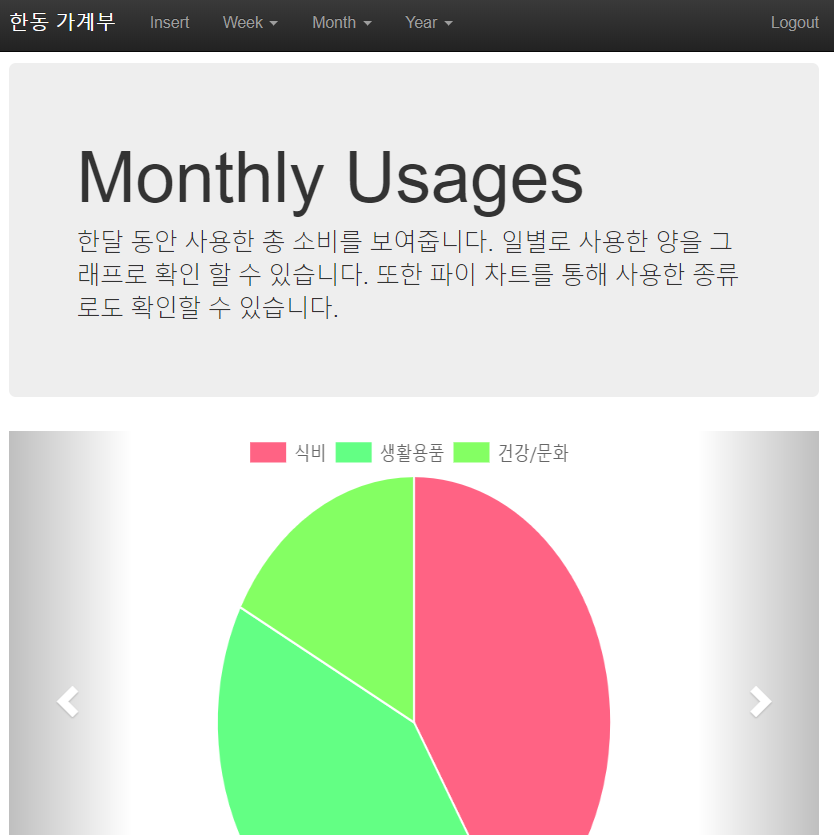 한동 가계부 Insert Week Month Year Logout
Monthly Usages
한달 동안 사용한 총 소비를 보여줍니다. 일별로 사용한 양을 그
래프로 확인 할 수 있습니다. 또한 파이 차트를 통해 사용한 종류
로도 확인할 수 있습니다.
식비 생활용품 건강/문화